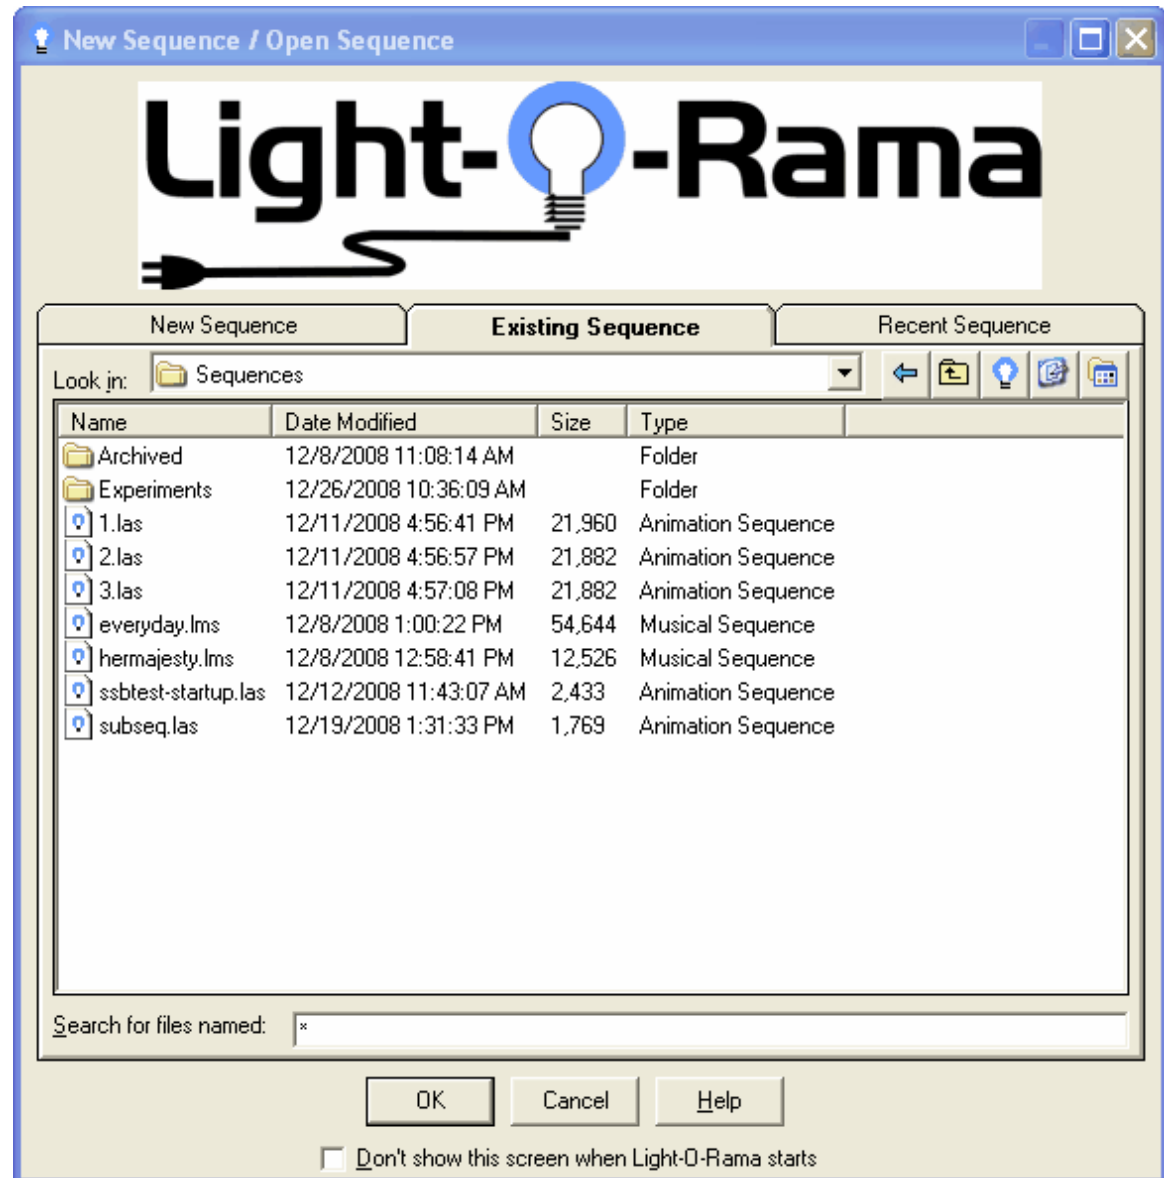 New Sequence / Open Sequence
Light-O-Rama
New Sequence Existing Sequence Recent Sequence
Look in: Sequences
Name Date Modified Size Type
Archived 12/8/2008 11:08:14 AM Folder
Experiments 12/26/2008 10:36:09 AM Folder
1.las 12/11/2008 4:56:41 PM 21,960 Animation Sequence
2.las 12/11/2008 4:56:57 PM 21,882 Animation Sequence
3.las 12/11/2008 4:57:08 PM 21,882 Animation Sequence
everyday.lms 12/8/2008 1:00:22 PM 54,644 Musical Sequence
hermajesty.lms 12/8/2008 12:58:41 PM 12,526 Musical Sequence
ssbtest-startup.las 12/12/2008 11:43:07 AM 2,433 Animation Sequence
subseq.las 12/19/2008 1:31:33 PM 1,769 Animation Sequence
Search for files named: *
OK Cancel Help
Don't show this screen when Light-O-Rama starts